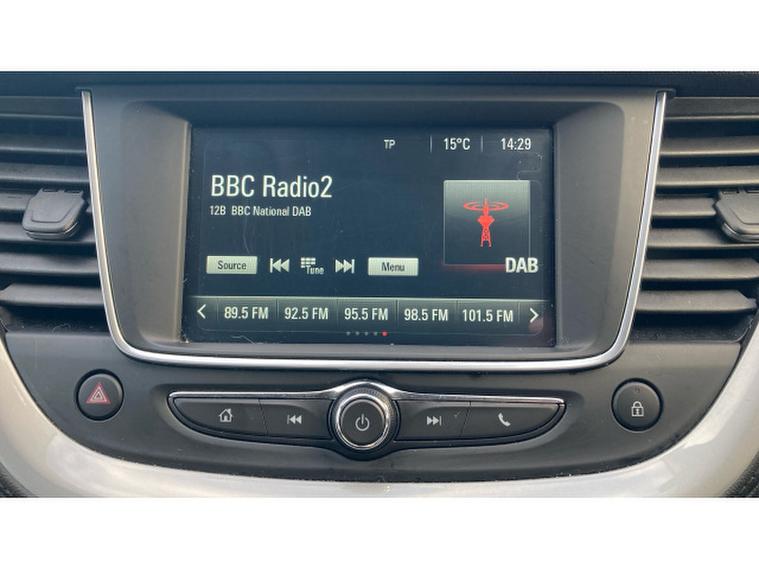 TP 15°C 14:29
BBC Radio2
12B BBC National DAB
DAB
Source Tune Menu
89.5 FM 92.5 FM 95.5 FM 98.5 FM 101.5 FM